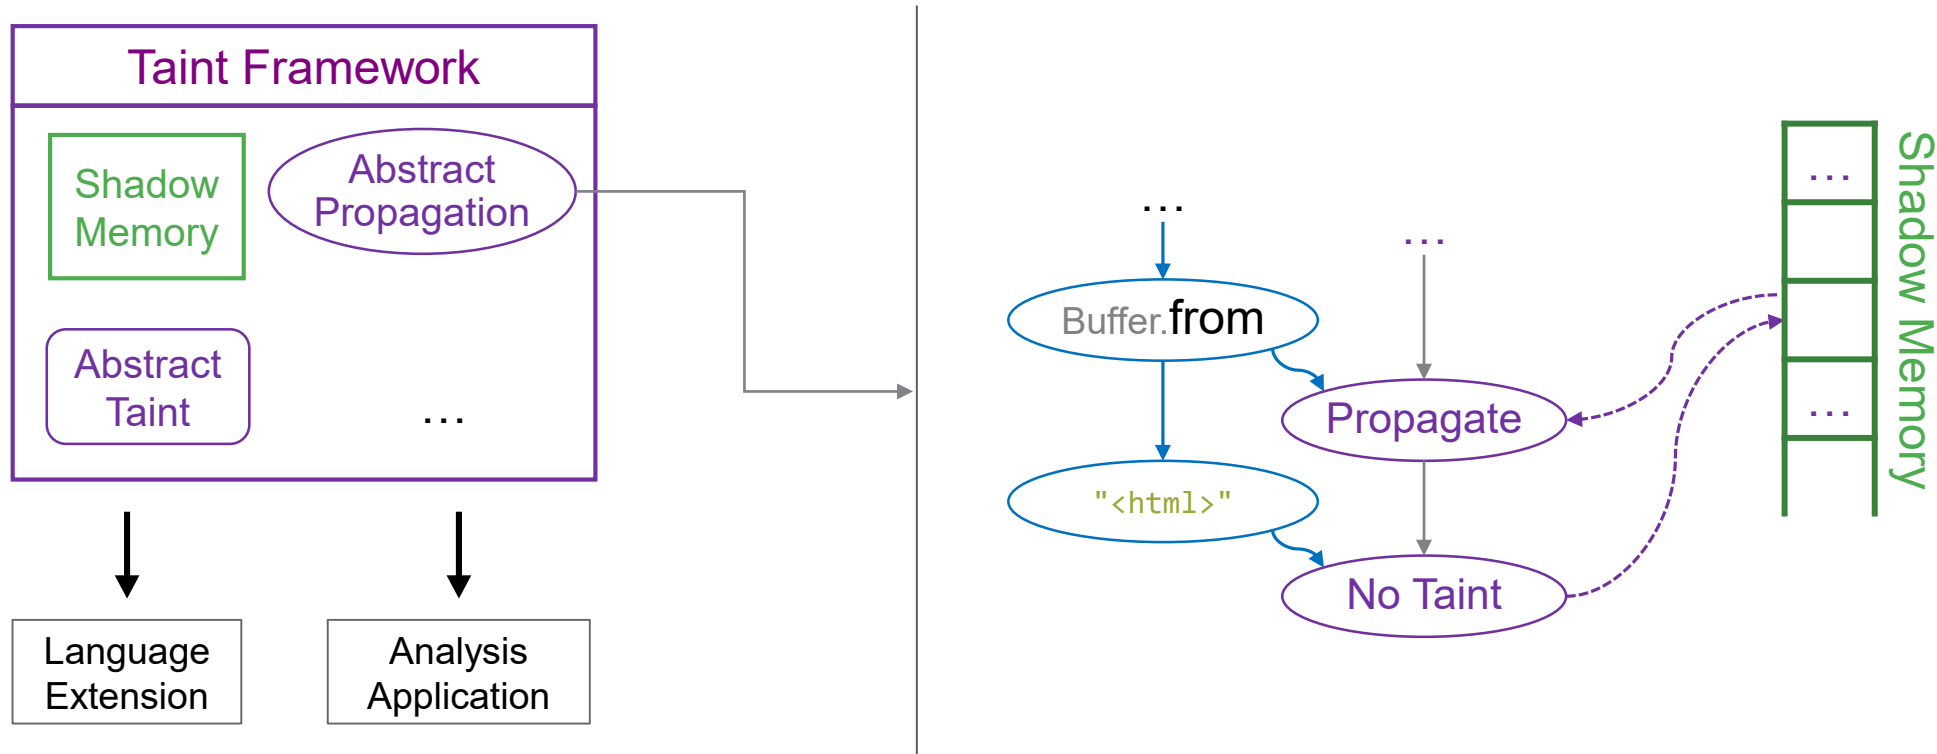 Taint Framework
Shadow
Memory
Abstract
Propagation
Abstract
Taint
...
Language
Extension
Analysis
Application
...
...
Buffer.from
Propagate
"<html>"
No Taint
...
...
Shadow Memory